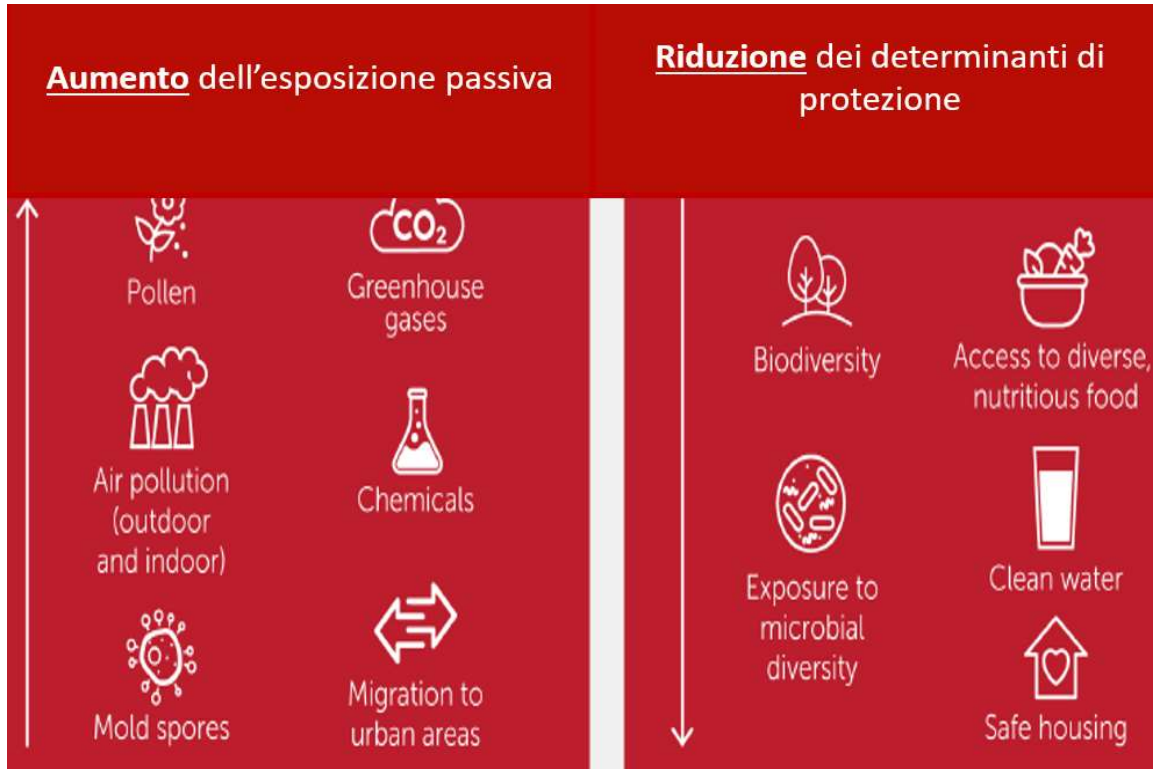 Aumento dell'esposizione passiva
Riduzione dei determinanti di
protezione
Pollen
CO₂
Greenhouse
gases
Air pollution
(outdoor
and indoor)
Chemicals
Mold spores
Migration to
urban areas
Biodiversity
Access to diverse,
nutritious food
Exposure to
microbial
diversity
Clean water
Safe housing